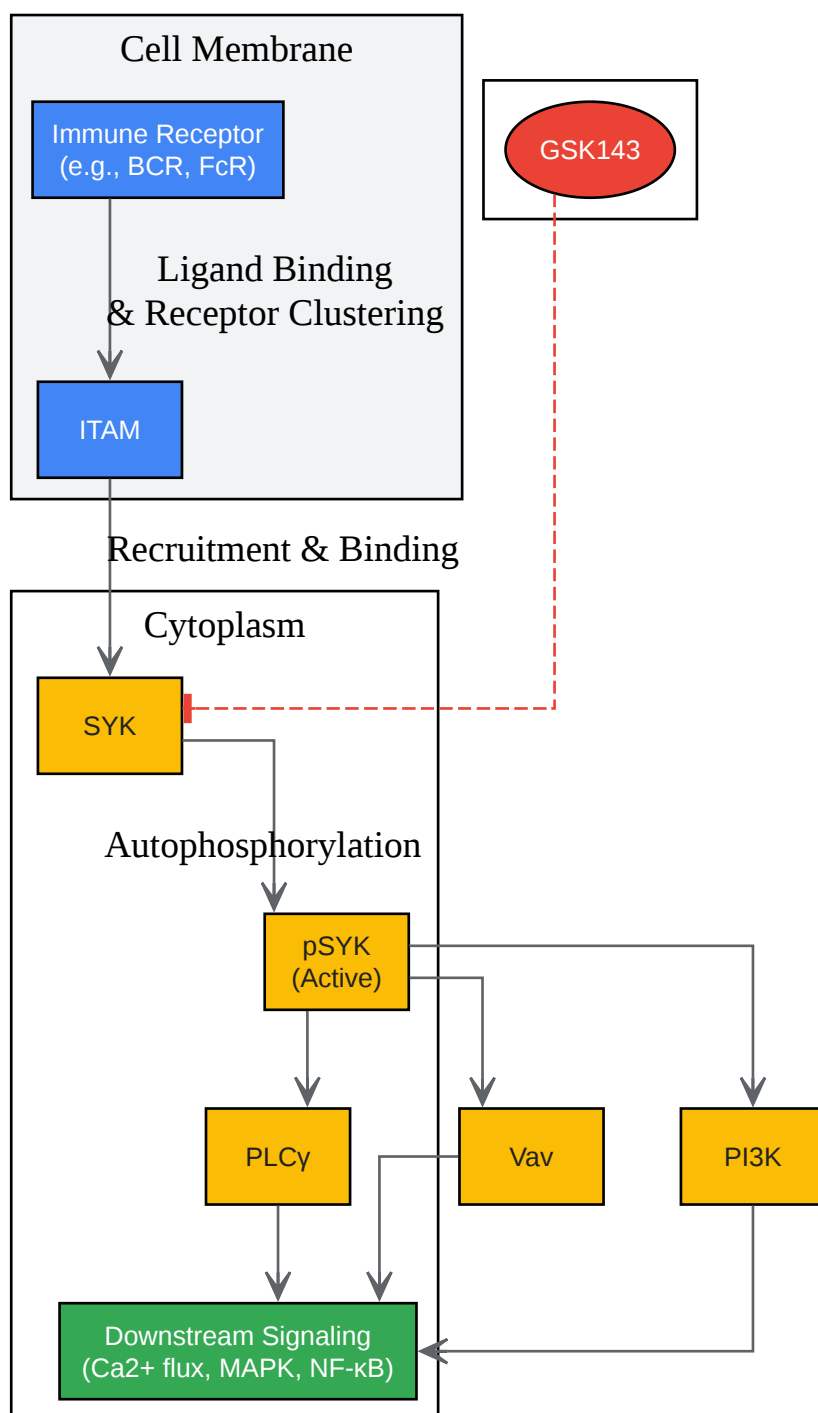 Cell Membrane
Immune Receptor
(e.g., BCR, FcR)
GSK143
Ligand Binding
& Receptor Clustering
ITAM
Recruitment & Binding
Cytoplasm
SYK
Autophosphorylation
pSYK
(Active)
PLCγ
Vav
PI3K
Downstream Signaling
(Ca2+ flux, MAPK, NF-κB)